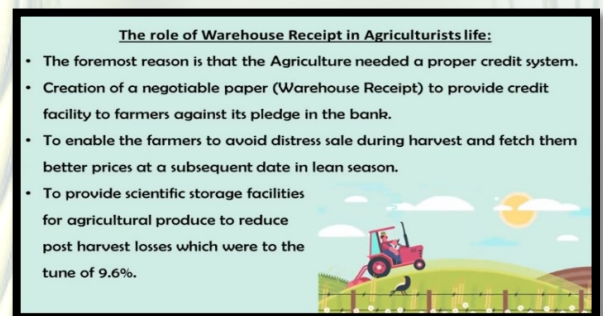 The role of Warehouse Receipt in Agriculturists life:
• The foremost reason is that the Agriculture needed a proper credit system.
• Creation of a negotiable paper (Warehouse Receipt) to provide credit
facility to farmers against its pledge in the bank.
• To enable the farmers to avoid distress sale during harvest and fetch them
better prices at a subsequent date in lean season.
• To provide scientific storage facilities
for agricultural produce to reduce
post harvest losses which were to the
tune of 9.6%.